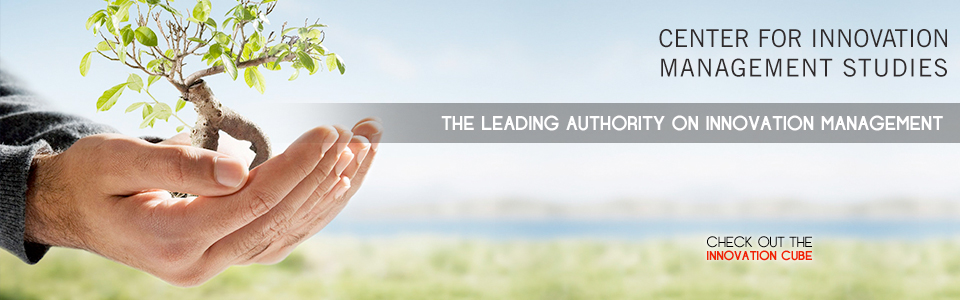 CENTER FOR INNOVATION
MANAGEMENT STUDIES
THE LEADING AUTHORITY ON INNOVATION MANAGEMENT
CHECK OUT THE
INNOVATION CUBE